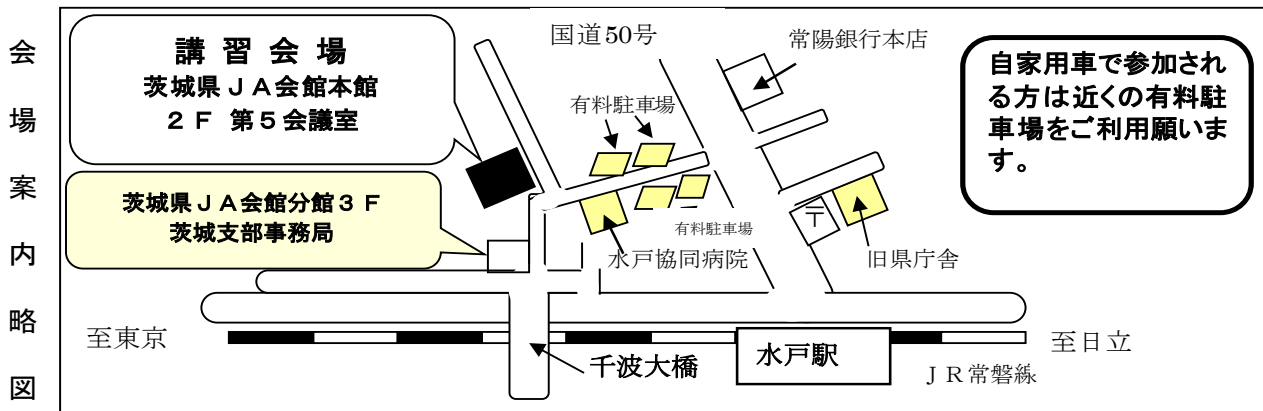 会場案内略図
講 習 会 場
茨城県ＪＡ会館本館
２Ｆ 第５会議室
茨城県ＪＡ会館分館３Ｆ
茨城支部事務局
国道50号
常陽銀行本店
有料駐車場
自家用車で参加され
る方は近くの有料駐
車場をご利用願いま
す。
有料駐車場
水戸協同病院
〒
旧県庁舎
至東京
千波大橋
水戸駅
至日立
ＪＲ常磐線